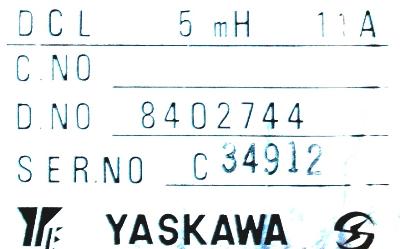 DCL 5 mH 11A
C.NO
D.NO 8402744
SER.NO C 34912
YASKAWA